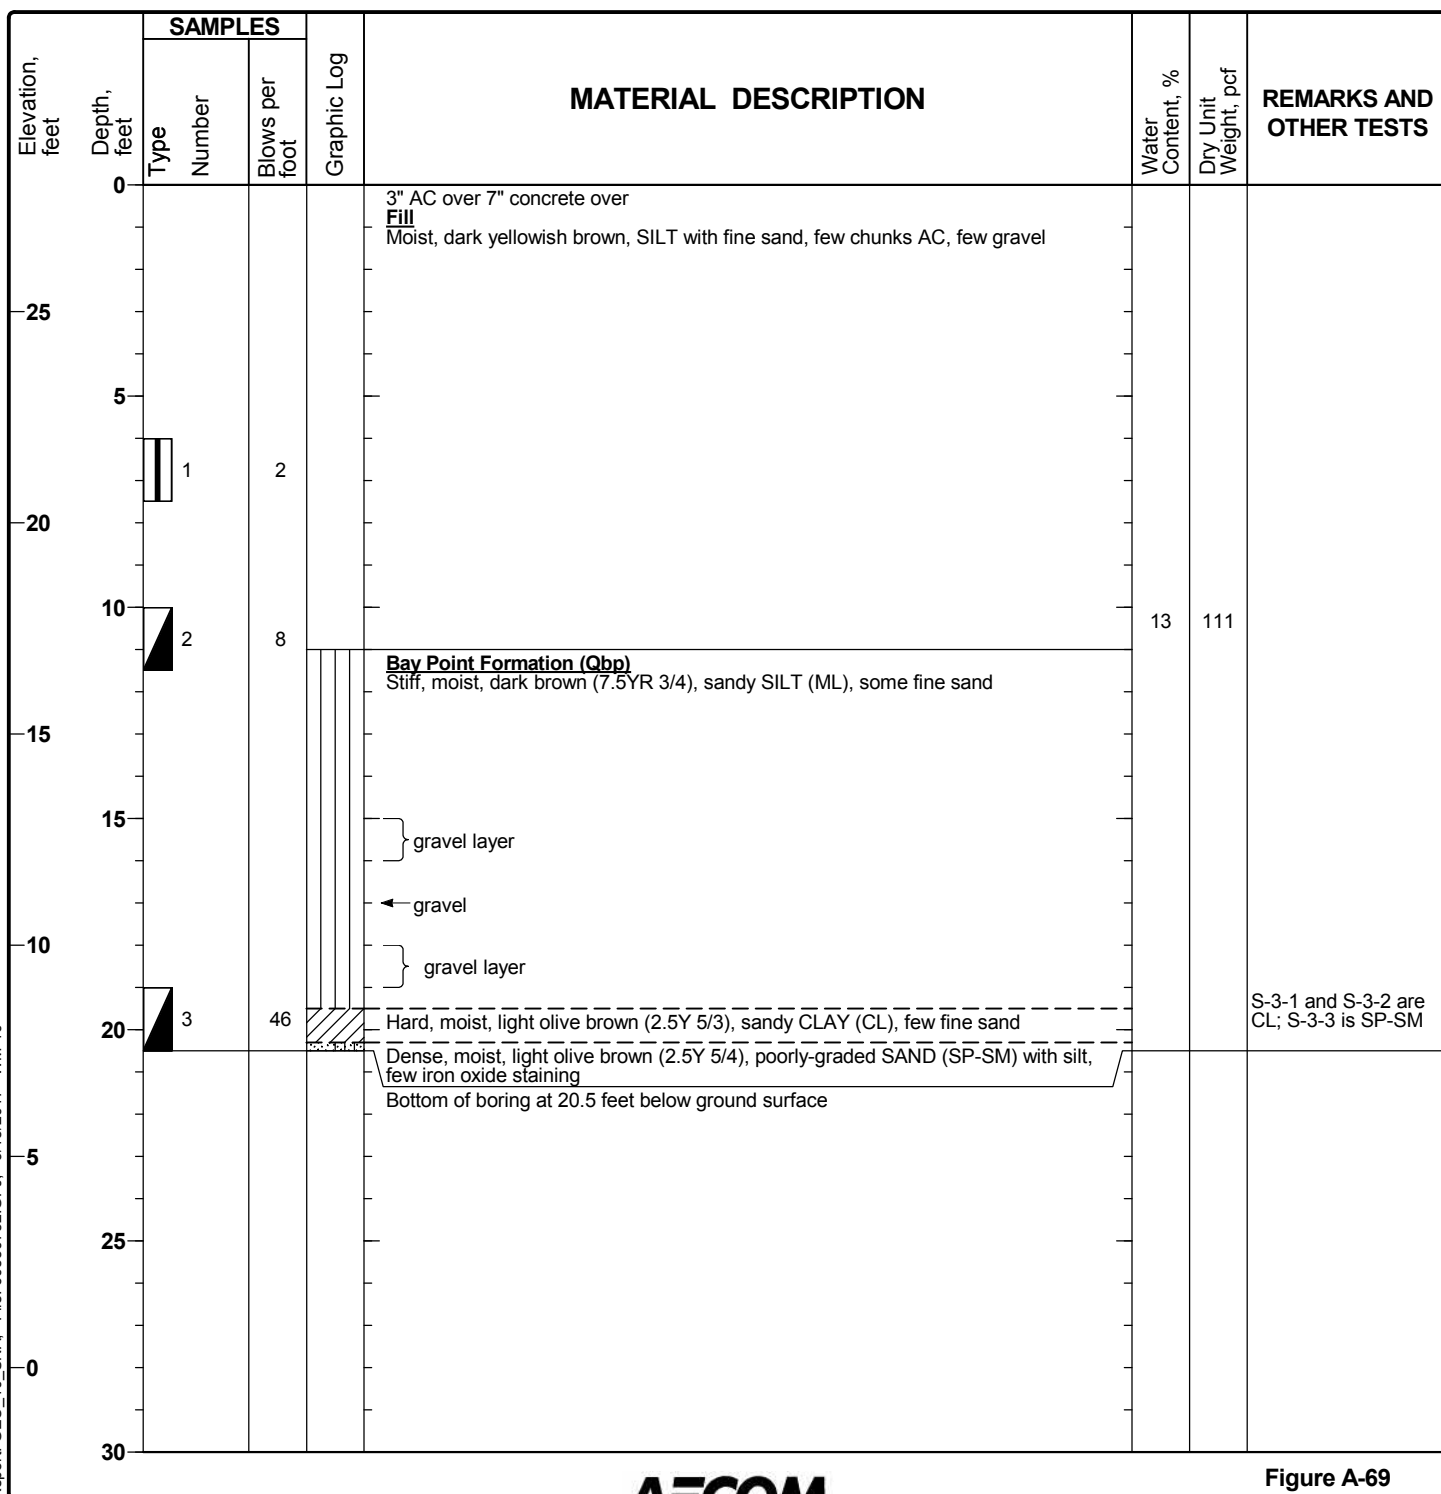 SAMPLES
Elevation,
feet
Depth,
feet
Type
Number
Blows per
foot
Graphic Log
MATERIAL DESCRIPTION
Water
Content, %
Dry Unit
Weight, pcf
REMARKS AND
OTHER TESTS
0
3" AC over 7" concrete over
Fill
Moist, dark yellowish brown, SILT with fine sand, few chunks AC, few gravel
25
5
1 2
20
10
2 8
13 111
Bay Point Formation (Qbp)
Stiff, moist, dark brown (7.5YR 3/4), sandy SILT (ML), some fine sand
15
15
gravel layer
gravel
10
gravel layer
3 46
S-3-1 and S-3-2 are
CL; S-3-3 is SP-SM
20
Hard, moist, light olive brown (2.5Y 5/3), sandy CLAY (CL), few fine sand
Dense, moist, light olive brown (2.5Y 5/4), poorly-graded SAND (SP-SM) with silt,
few iron oxide staining
Bottom of boring at 20.5 feet below ground surface
5
25
0
30
AECOM
Figure A-69